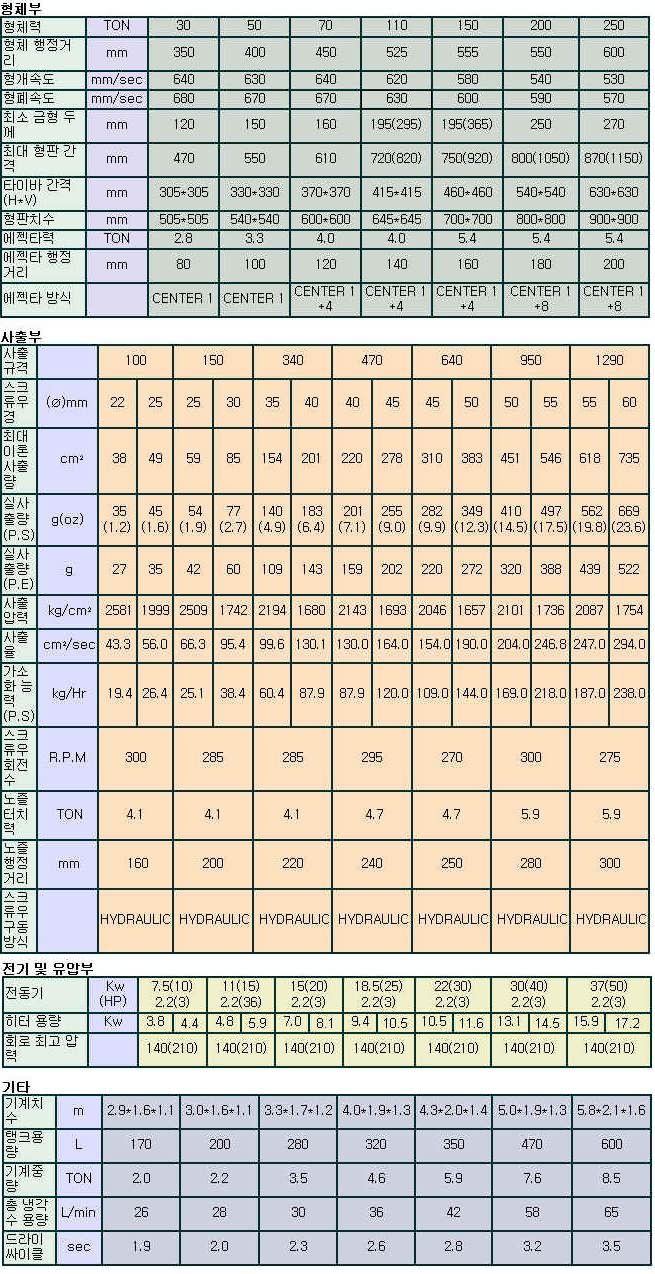 형체부
형체력 TON 30 50 70 110 150 200 250
형체 행정거
리 mm 350 400 450 525 555 550 600
형개속도 mm/sec 640 630 640 620 580 540 530
형폐속도 mm/sec 680 670 670 630 600 590 570
최소 금형 두
께 mm 120 150 160 195(295) 195(365) 250 270
최대 형판 간
격 mm 470 550 610 720(820) 750(920) 800(1050) 870(1150)
타이바 간격
(H*V) mm 305*305 330*330 370*370 415*415 460*460 540*540 630*630
형판치수 mm 505*505 540*540 600*600 645*645 700*700 800*800 900*900
에젝타력 TON 2.8 3.3 4.0 4.0 5.4 5.4 5.4
에젝타 행정
거리 mm 80 100 120 140 160 180 200
에젝타 방식 CENTER 1 CENTER 1 CENTER 1 CENTER 1 CENTER 1 CENTER 1 CENTER 1
+4 +4 +4 +8 +8
사출부
사출
규격 100 150 340 470 640 950 1290
스크
류우
경 (∅)mm 22 25 25 30 35 40 40 45 45 50 50 55 55 60
최대
이론
사출
량 cm² 38 49 59 85 154 201 220 278 310 383 451 546 618 735
실사
출량
(P.S) g(oz) 35 45 54 77 140 183 201 255 282 349 410 497 562 669
(1.2) (1.6) (1.9) (2.7) (4.9) (6.4) (7.1) (9.0) (9.9) (12.3) (14.5) (17.5) (19.8) (23.6)
실사
출량
(P.E) g 27 35 42 60 109 143 159 202 220 272 320 388 439 522
사출
압력 kg/cm² 2581 1999 2509 1742 2194 1680 2143 1693 2046 1657 2101 1736 2087 1754
사출
율 cm²/sec 43.3 56.0 66.3 95.4 99.6 130.1 130.0 164.0 154.0 190.0 204.0 246.8 247.0 294.0
가소
화 능
력
(P.S) kg/Hr 19.4 26.4 25.1 38.4 60.4 87.9 87.9 120.0 109.0 144.0 169.0 218.0 187.0 238.0
스크
류우
회전
수 R.P.M 300 285 285 295 270 300 275
노즐
터치
력 TON 4.1 4.1 4.1 4.7 4.7 5.9 5.9
노즐
행정
거리 mm 160 200 220 240 250 280 300
스크
류우
구동
방식 HYDRAULIC HYDRAULIC HYDRAULIC HYDRAULIC HYDRAULIC HYDRAULIC HYDRAULIC
전기 및 유압부
전동기 Kw 7.5(10) 11(15) 15(20) 18.5(25) 22(30) 30(40) 37(50)
(HP) 2.2(3) 2.2(36) 2.2(3) 2.2(3) 2.2(3) 2.2(3) 2.2(3)
히터 용량 Kw 3.8 4.4 4.8 5.9 7.0 8.1 9.4 10.5 10.5 11.6 13.1 14.5 15.9 17.2
회로 최고 압
력 140(210) 140(210) 140(210) 140(210) 140(210) 140(210) 140(210)
기타
기계치
수 m 2.9*1.6*1.1 3.0*1.6*1.1 3.3*1.7*1.2 4.0*1.9*1.3 4.3*2.0*1.4 5.0*1.9*1.3 5.8*2.1*1.6
탱크용
량 L 170 200 280 320 350 470 600
기계중
량 TON 2.0 2.2 3.5 4.6 5.9 7.6 8.5
총 냉각
수 용량 L/min 26 28 30 36 42 58 65
드라이
싸이클 sec 1.9 2.0 2.3 2.6 2.8 3.2 3.5